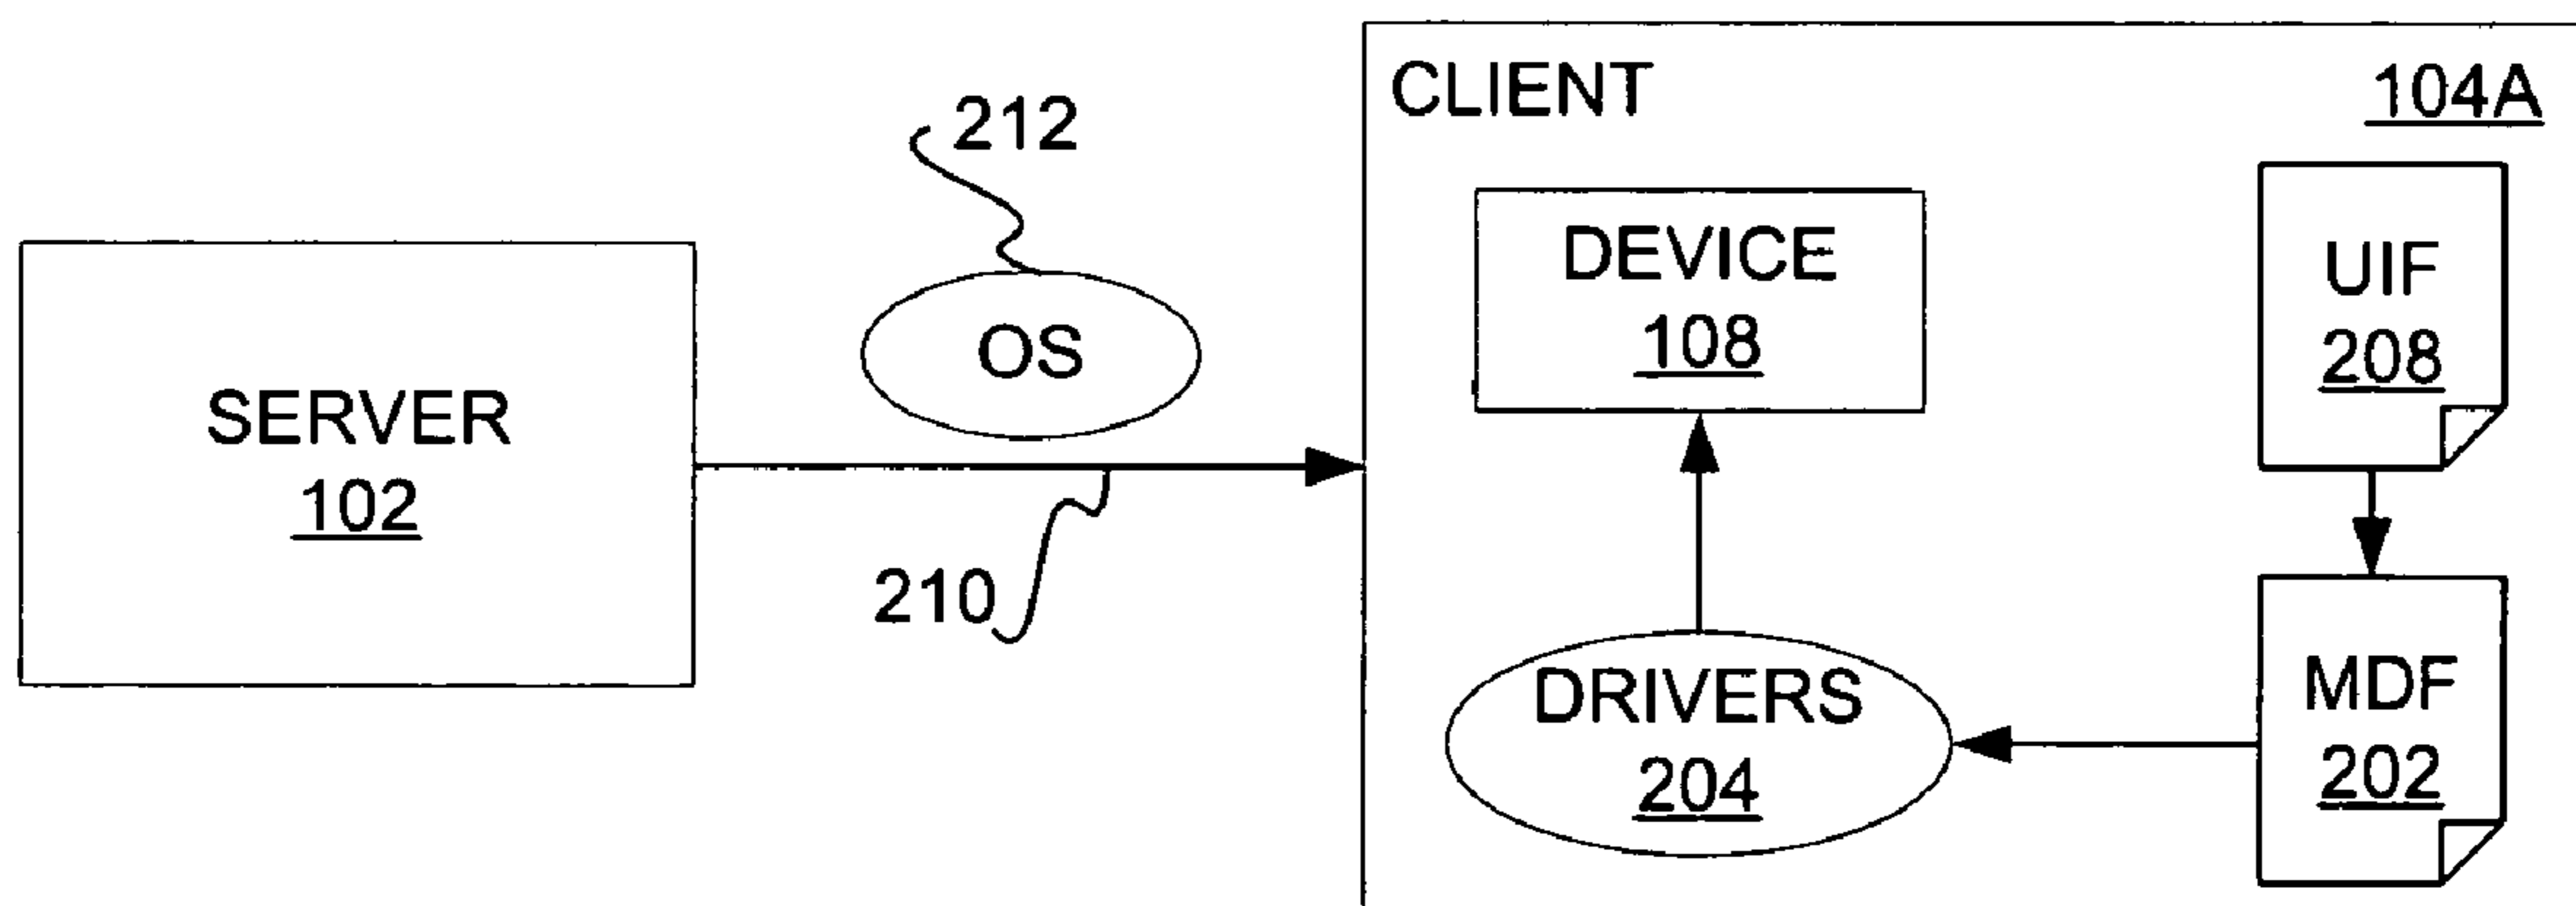 CLIENT
104A
212
DEVICE
108
UIF
208
OS
SERVER
102
210
DRIVERS
204
MDF
202